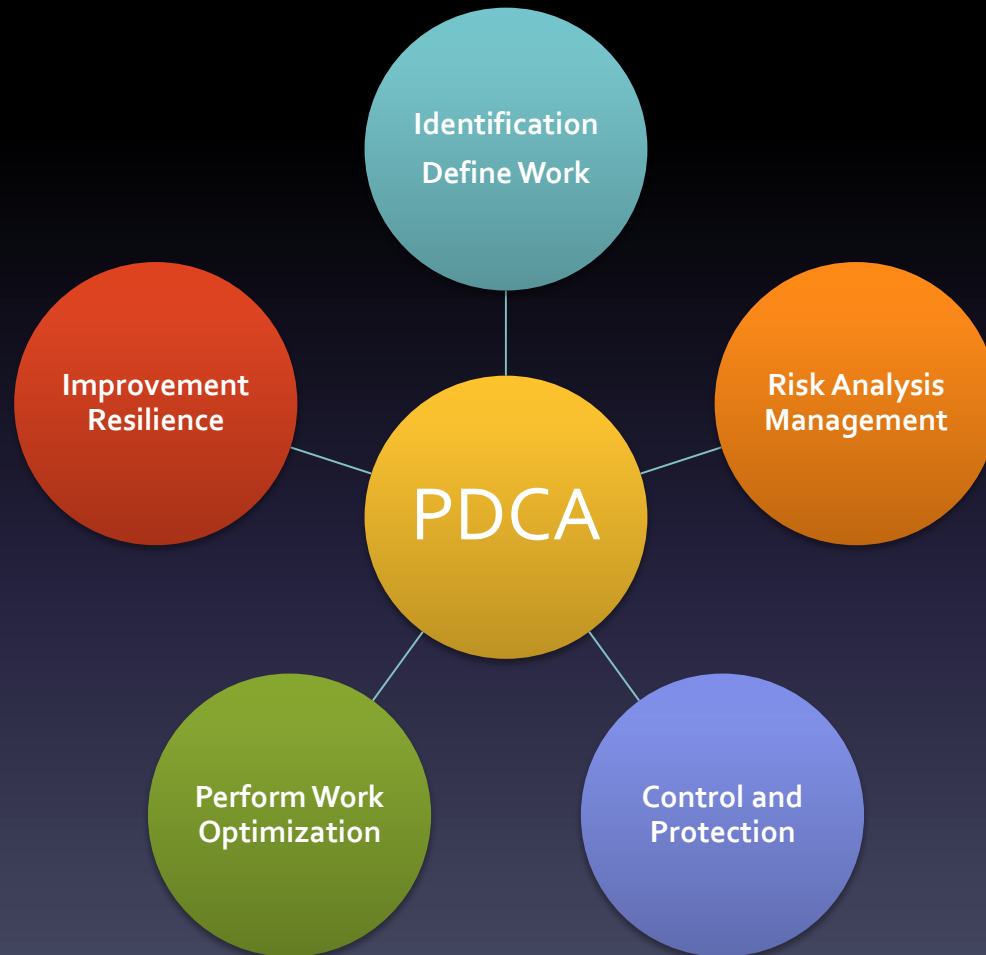 Identification
Define Work
Improvement
Resilience
Risk Analysis
Management
PDCA
Perform Work
Optimization
Control and
Protection